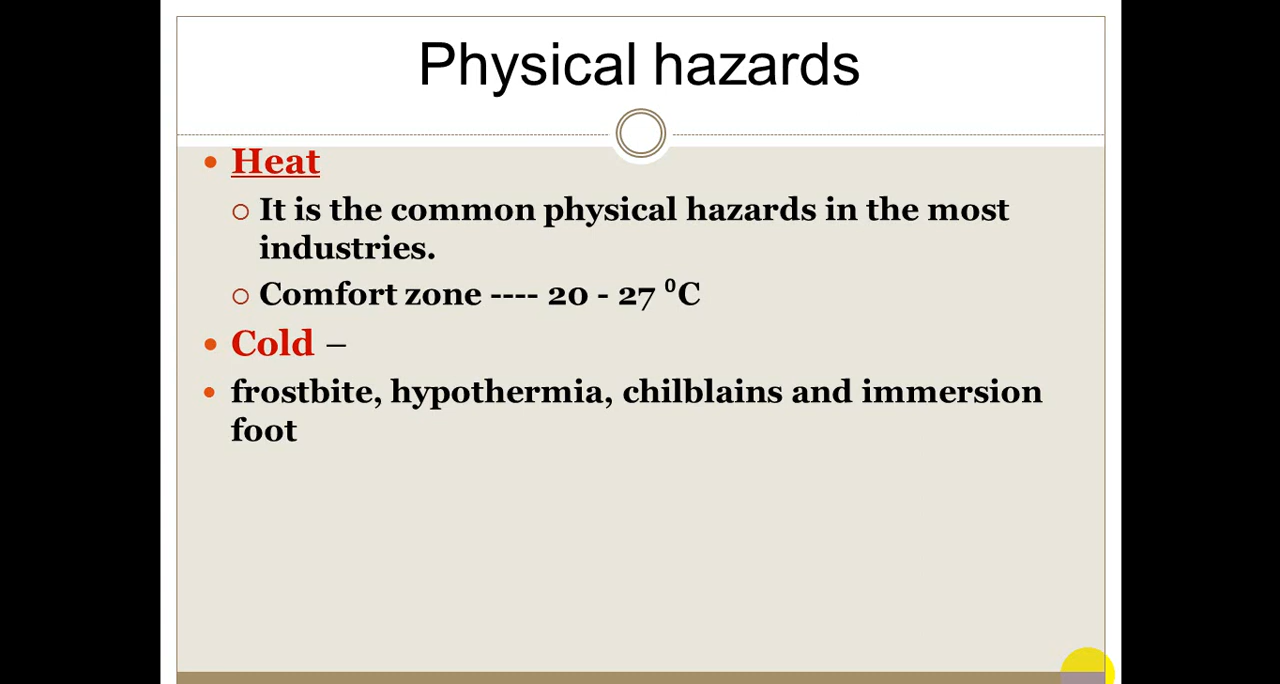 Physical hazards
• Heat
○ It is the common physical hazards in the most
industries.
○ Comfort zone ---- 20 - 27 ⁰C
• Cold –
• frostbite, hypothermia, chilblains and immersion
foot